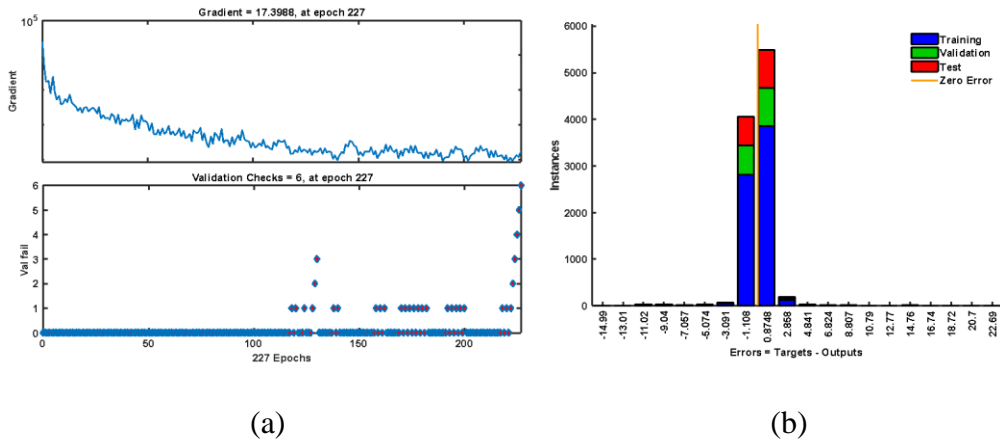 Gradient = 17.3988, at epoch 227
10^5
Gradient
Validation Checks = 6, at epoch 227
6
5
4
3
2
1
0
Val fail
0 50 100 150 200
227 Epochs
(a)
6000
5000
4000
3000
2000
1000
0
Instances
Training
Validation
Test
Zero Error
-14.99 -13.01 -11.02 -9.04 -7.057 -5.074 -3.091 -1.108 0.8748 2.858 4.841 6.824 8.807 10.79 12.77 14.76 16.74 18.72 20.7 22.69
Errors = Targets - Outputs
(b)